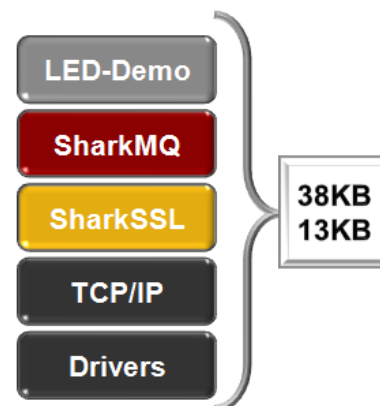 LED-Demo
SharkMQ
SharkSSL
TCP/IP
Drivers
38KB
13KB